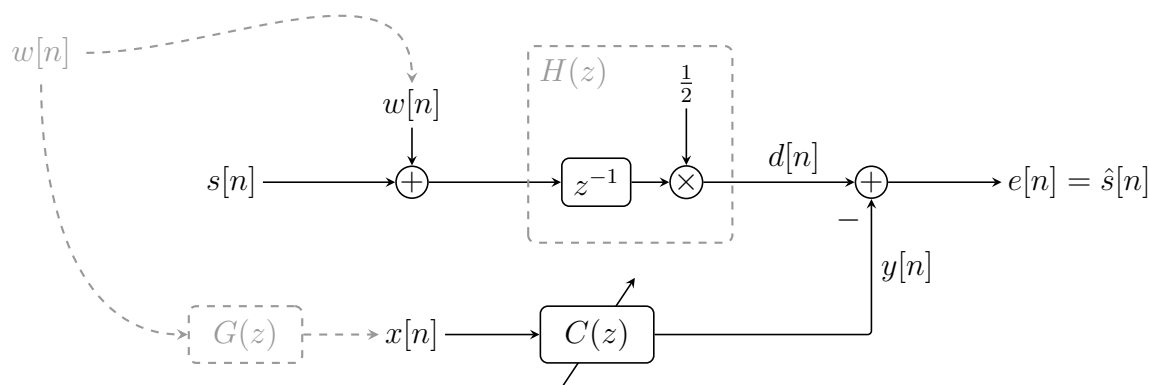 w[n]
H(z)
1/2
w[n]
s[n]
+
z⁻¹
×
d[n]
+
e[n] = ŝ[n]
−
y[n]
G(z)
x[n]
C(z)